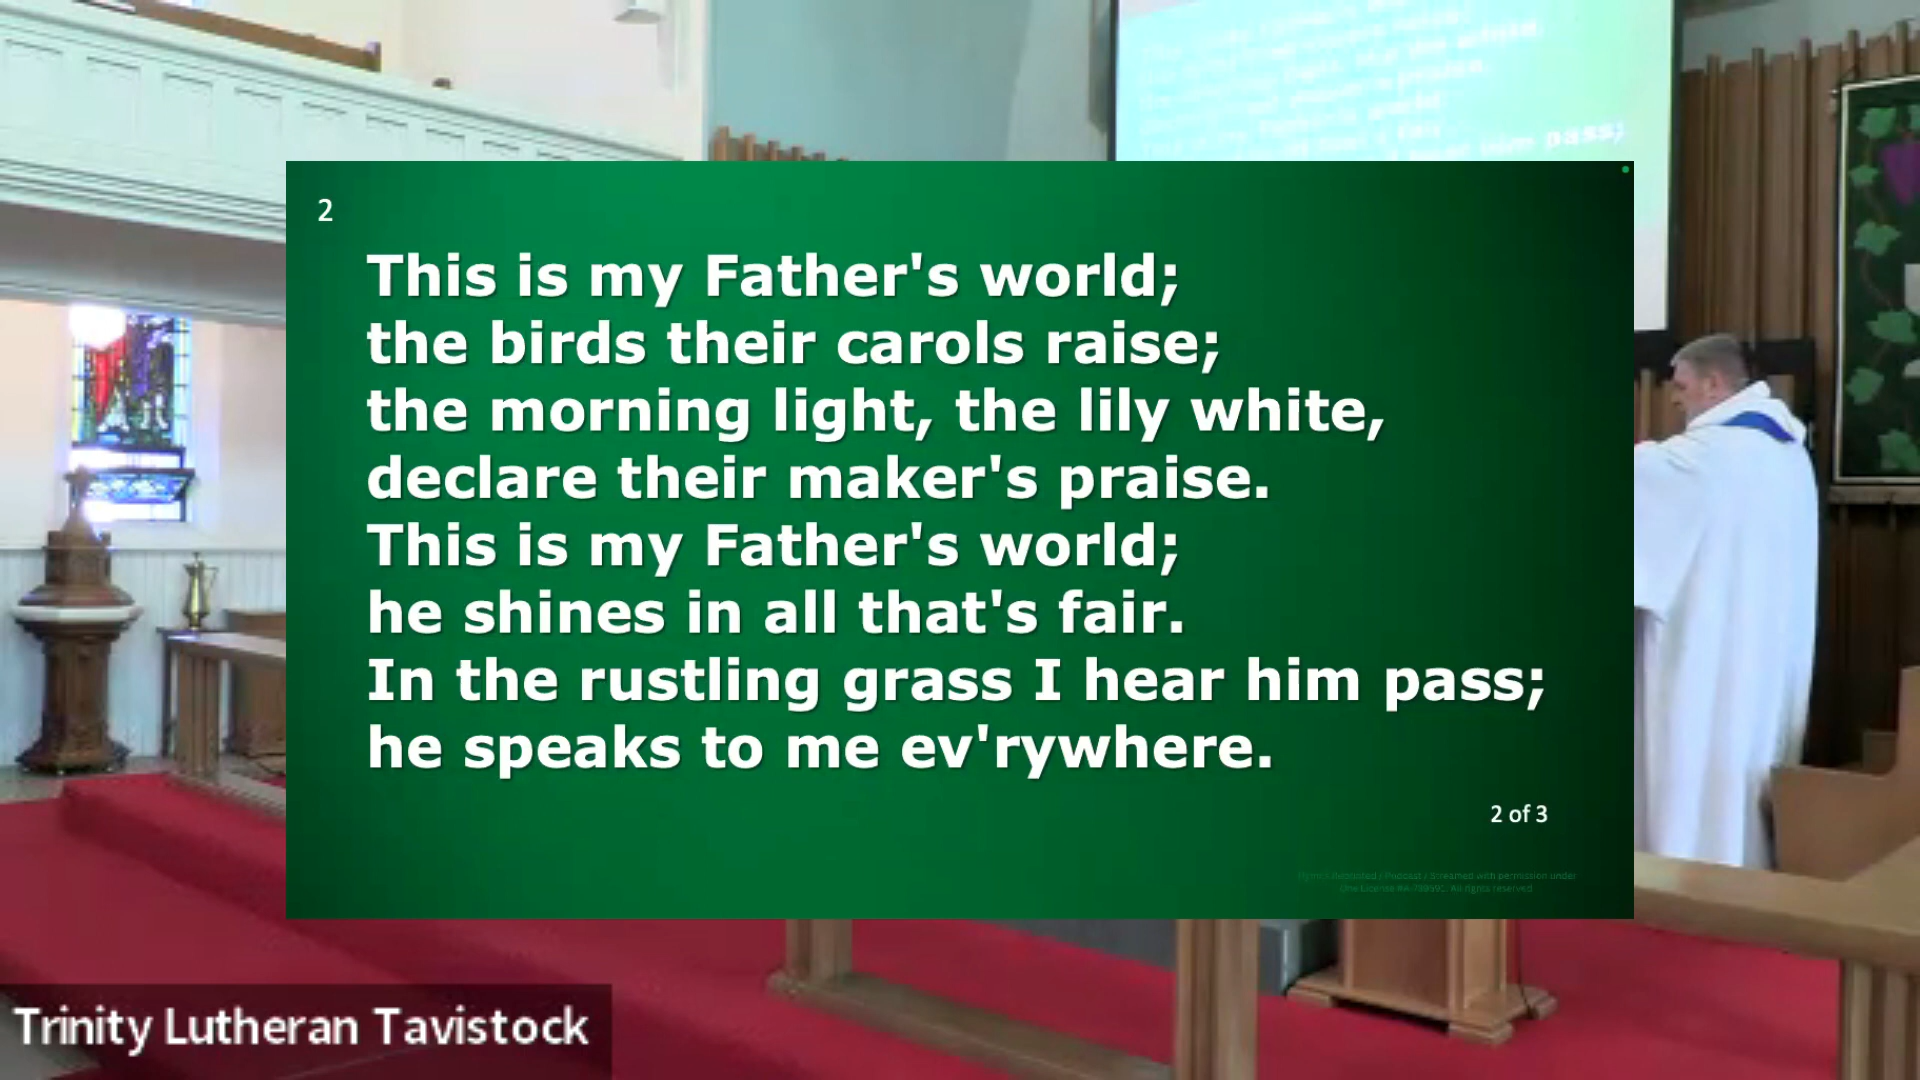 2
This is my Father's world;
the birds their carols raise;
the morning light, the lily white,
declare their maker's praise.
This is my Father's world;
he shines in all that's fair.
In the rustling grass I hear him pass;
he speaks to me ev'rywhere.
2 of 3
Trinity Lutheran Tavistock